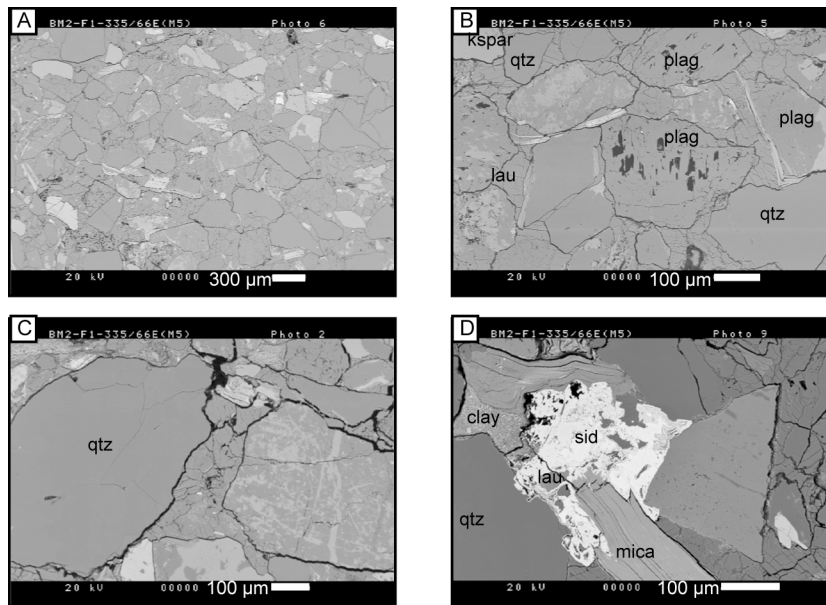 A
BM2-F1-335/66E(M5) Photo 6
20 kV 00000 300 µm
B
BM2-F1-335/66E(M5) Photo 5
kspar
qtz
plag
plag
plag
lau
qtz
20 kV 00000 100 µm
C
BM2-F1-335/66E(M5) Photo 2
qtz
20 kV 00000 100 µm
D
BM2-F1-335/66E(M5) Photo 9
clay
sid
lau
qtz
mica
20 kV 00000 100 µm